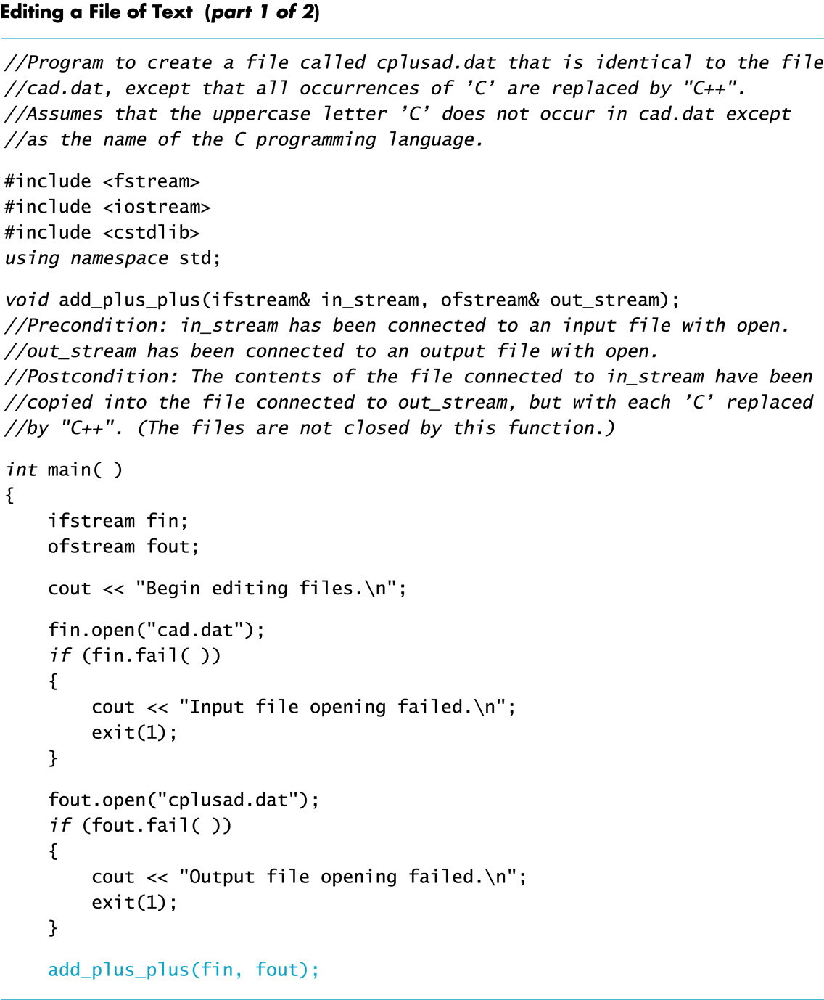 Editing a File of Text (part 1 of 2)
//Program to create a file called cplusad.dat that is identical to the file
//cad.dat, except that all occurrences of ’C’ are replaced by "C++".
//Assumes that the uppercase letter ’C’ does not occur in cad.dat except
//as the name of the C programming language.
#include <fstream>
#include <iostream>
#include <cstdlib>
using namespace std;
void add_plus_plus(ifstream& in_stream, ofstream& out_stream);
//Precondition: in_stream has been connected to an input file with open.
//out_stream has been connected to an output file with open.
//Postcondition: The contents of the file connected to in_stream have been
//copied into the file connected to out_stream, but with each ’C’ replaced
//by "C++". (The files are not closed by this function.)
int main( )
{
    ifstream fin;
    ofstream fout;
    cout << "Begin editing files.\n";
    fin.open("cad.dat");
    if (fin.fail( ))
    {
        cout << "Input file opening failed.\n";
        exit(1);
    }
    fout.open("cplusad.dat");
    if (fout.fail( ))
    {
        cout << "Output file opening failed.\n";
        exit(1);
    }
    add_plus_plus(fin, fout);